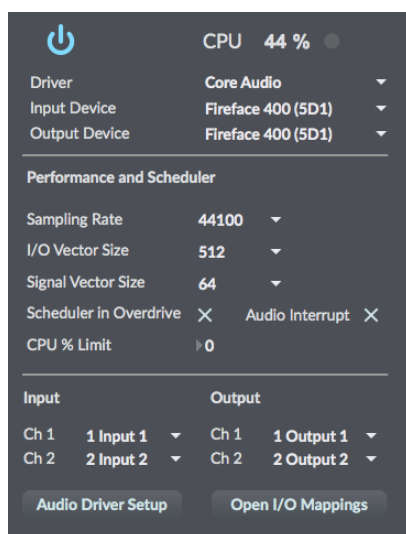 CPU 44 %
Driver Core Audio
Input Device Fireface 400 (5D1)
Output Device Fireface 400 (5D1)
Performance and Scheduler
Sampling Rate 44100
I/O Vector Size 512
Signal Vector Size 64
Scheduler in Overdrive Audio Interrupt
CPU % Limit 0
Input Output
Ch 1 1 Input 1 Ch 1 1 Output 1
Ch 2 2 Input 2 Ch 2 2 Output 2
Audio Driver Setup Open I/O Mappings